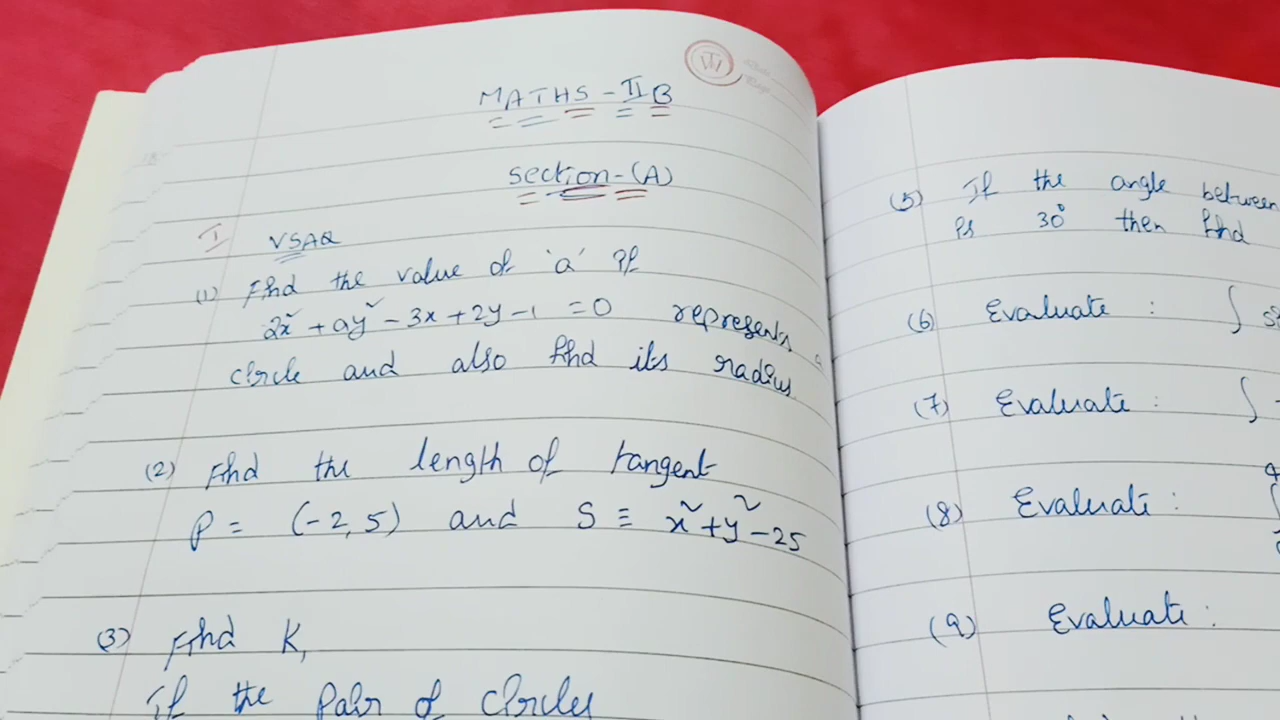 MATHS - II B
Section - (A)
I VSAQ
(1) Find the value of 'a' if
2x² + ay² - 3x + 2y - 1 = 0 represents a
circle and also find its radius
(2) Find the length of tangent
P = (-2, 5) and S ≡ x² + y² - 25
(3) Find K,
If the pair of circles
(5) If the angle between
is 30° then find
(6) Evaluate : ∫
(7) Evaluate : ∫
(8) Evaluate : ∫
(9) Evaluate :